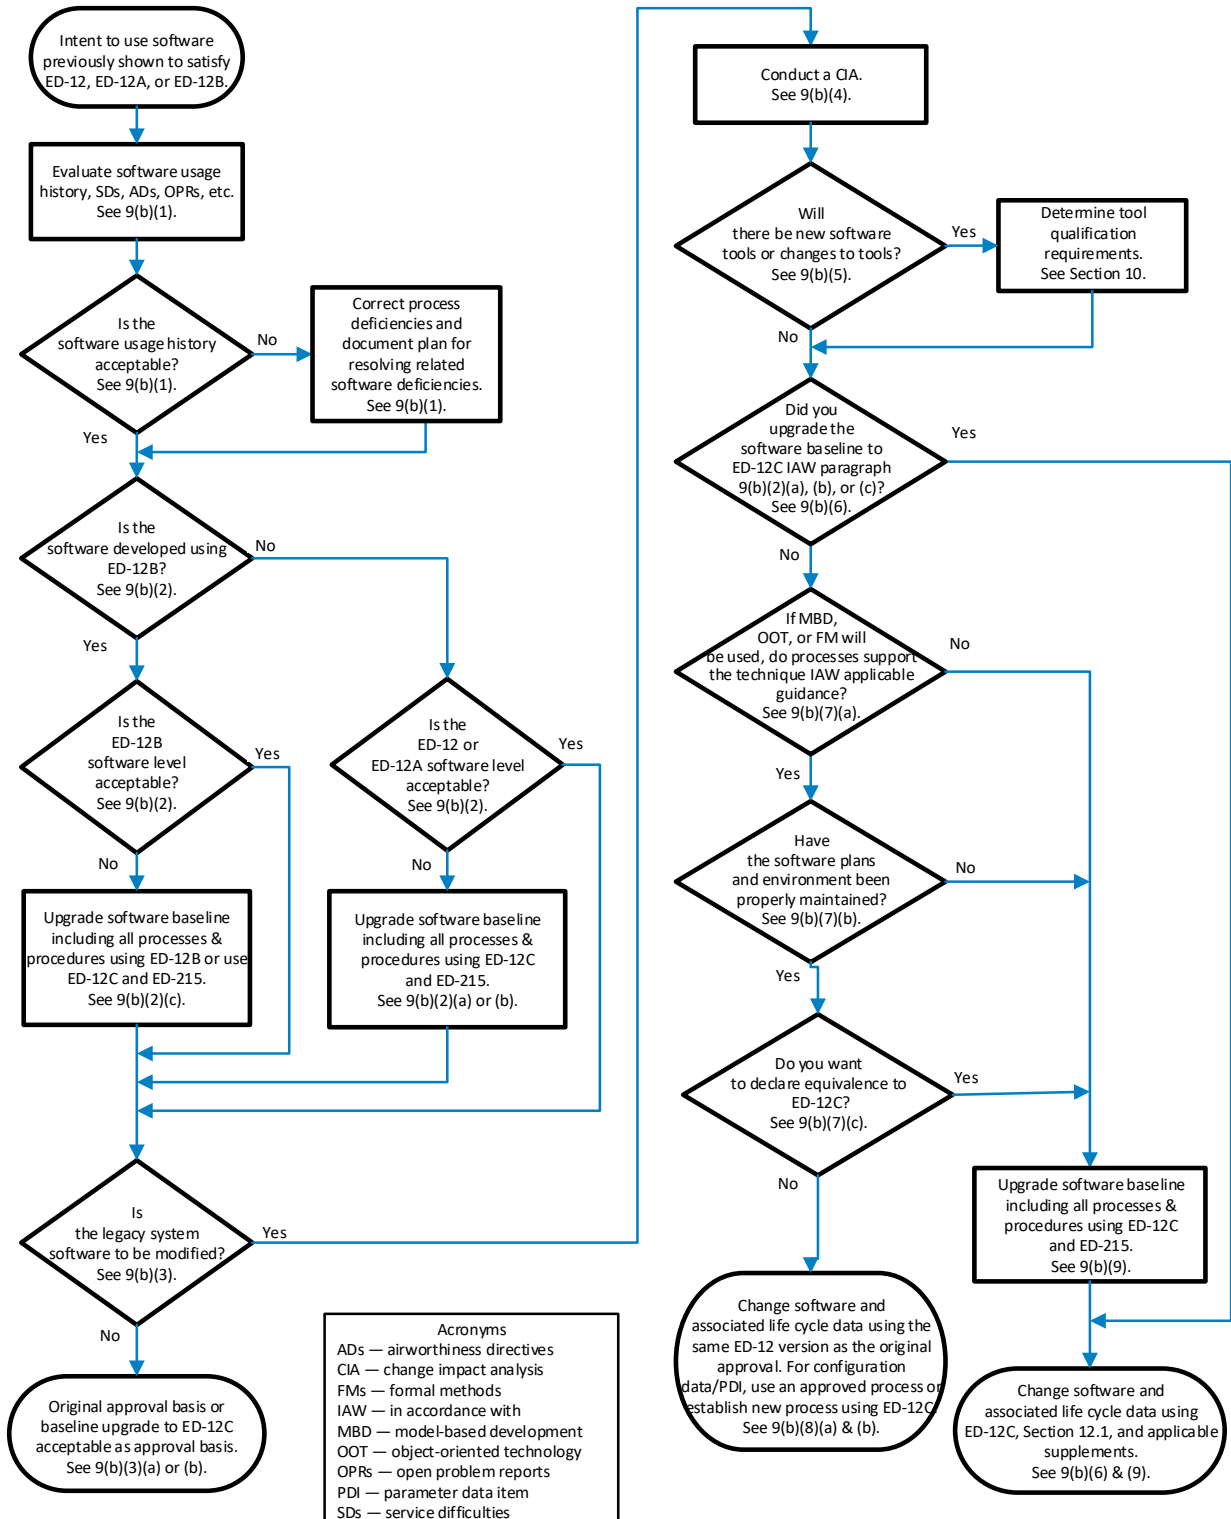 Intent to use software
previously shown to satisfy
ED-12, ED-12A, or ED-12B.
Evaluate software usage
history, SDs, ADs, OPRs, etc.
See 9(b)(1).
Is the
software usage history
acceptable?
See 9(b)(1).
No
Correct process
deficiencies and
document plan for
resolving related
software deficiencies.
See 9(b)(1).
Yes
Is the
software developed using
ED-12B?
See 9(b)(2).
No
Yes
Is the
ED-12B
software level
acceptable?
See 9(b)(2).
Yes
No
Is the
ED-12 or
ED-12A software level
acceptable?
See 9(b)(2).
Yes
No
Upgrade software baseline
including all processes &
procedures using ED-12B or use
ED-12C and ED-215.
See 9(b)(2)(c).
Upgrade software baseline
including all processes &
procedures using ED-12C
and ED-215.
See 9(b)(2)(a) or (b).
Is
the legacy system
software to be modified?
See 9(b)(3).
Yes
No
Original approval basis or
baseline upgrade to ED-12C
acceptable as approval basis.
See 9(b)(3)(a) or (b).
Acronyms
ADs — airworthiness directives
CIA — change impact analysis
FMs — formal methods
IAW — in accordance with
MBD — model-based development
OOT — object-oriented technology
OPRs — open problem reports
PDI — parameter data item
SDs — service difficulties
Conduct a CIA.
See 9(b)(4).
Will
there be new software
tools or changes to tools?
See 9(b)(5).
Yes
Determine tool
qualification
requirements.
See Section 10.
No
Did you
upgrade the
software baseline to
ED-12C IAW paragraph
9(b)(2)(a), (b), or (c)?
See 9(b)(6).
Yes
No
If MBD,
OOT, or FM will
be used, do processes support
the technique IAW applicable
guidance?
See 9(b)(7)(a).
No
Yes
Have
the software plans
and environment been
properly maintained?
See 9(b)(7)(b).
No
Yes
Do you want
to declare equivalence to
ED-12C?
See 9(b)(7)(c).
Yes
No
Upgrade software baseline
including all processes &
procedures using ED-12C
and ED-215.
See 9(b)(9).
Change software and
associated life cycle data using the
same ED-12 version as the original
approval. For configuration
data/PDI, use an approved process or
establish new process using ED-12C.
See 9(b)(8)(a) & (b).
Change software and
associated life cycle data using
ED-12C, Section 12.1, and applicable
supplements.
See 9(b)(6) & (9).